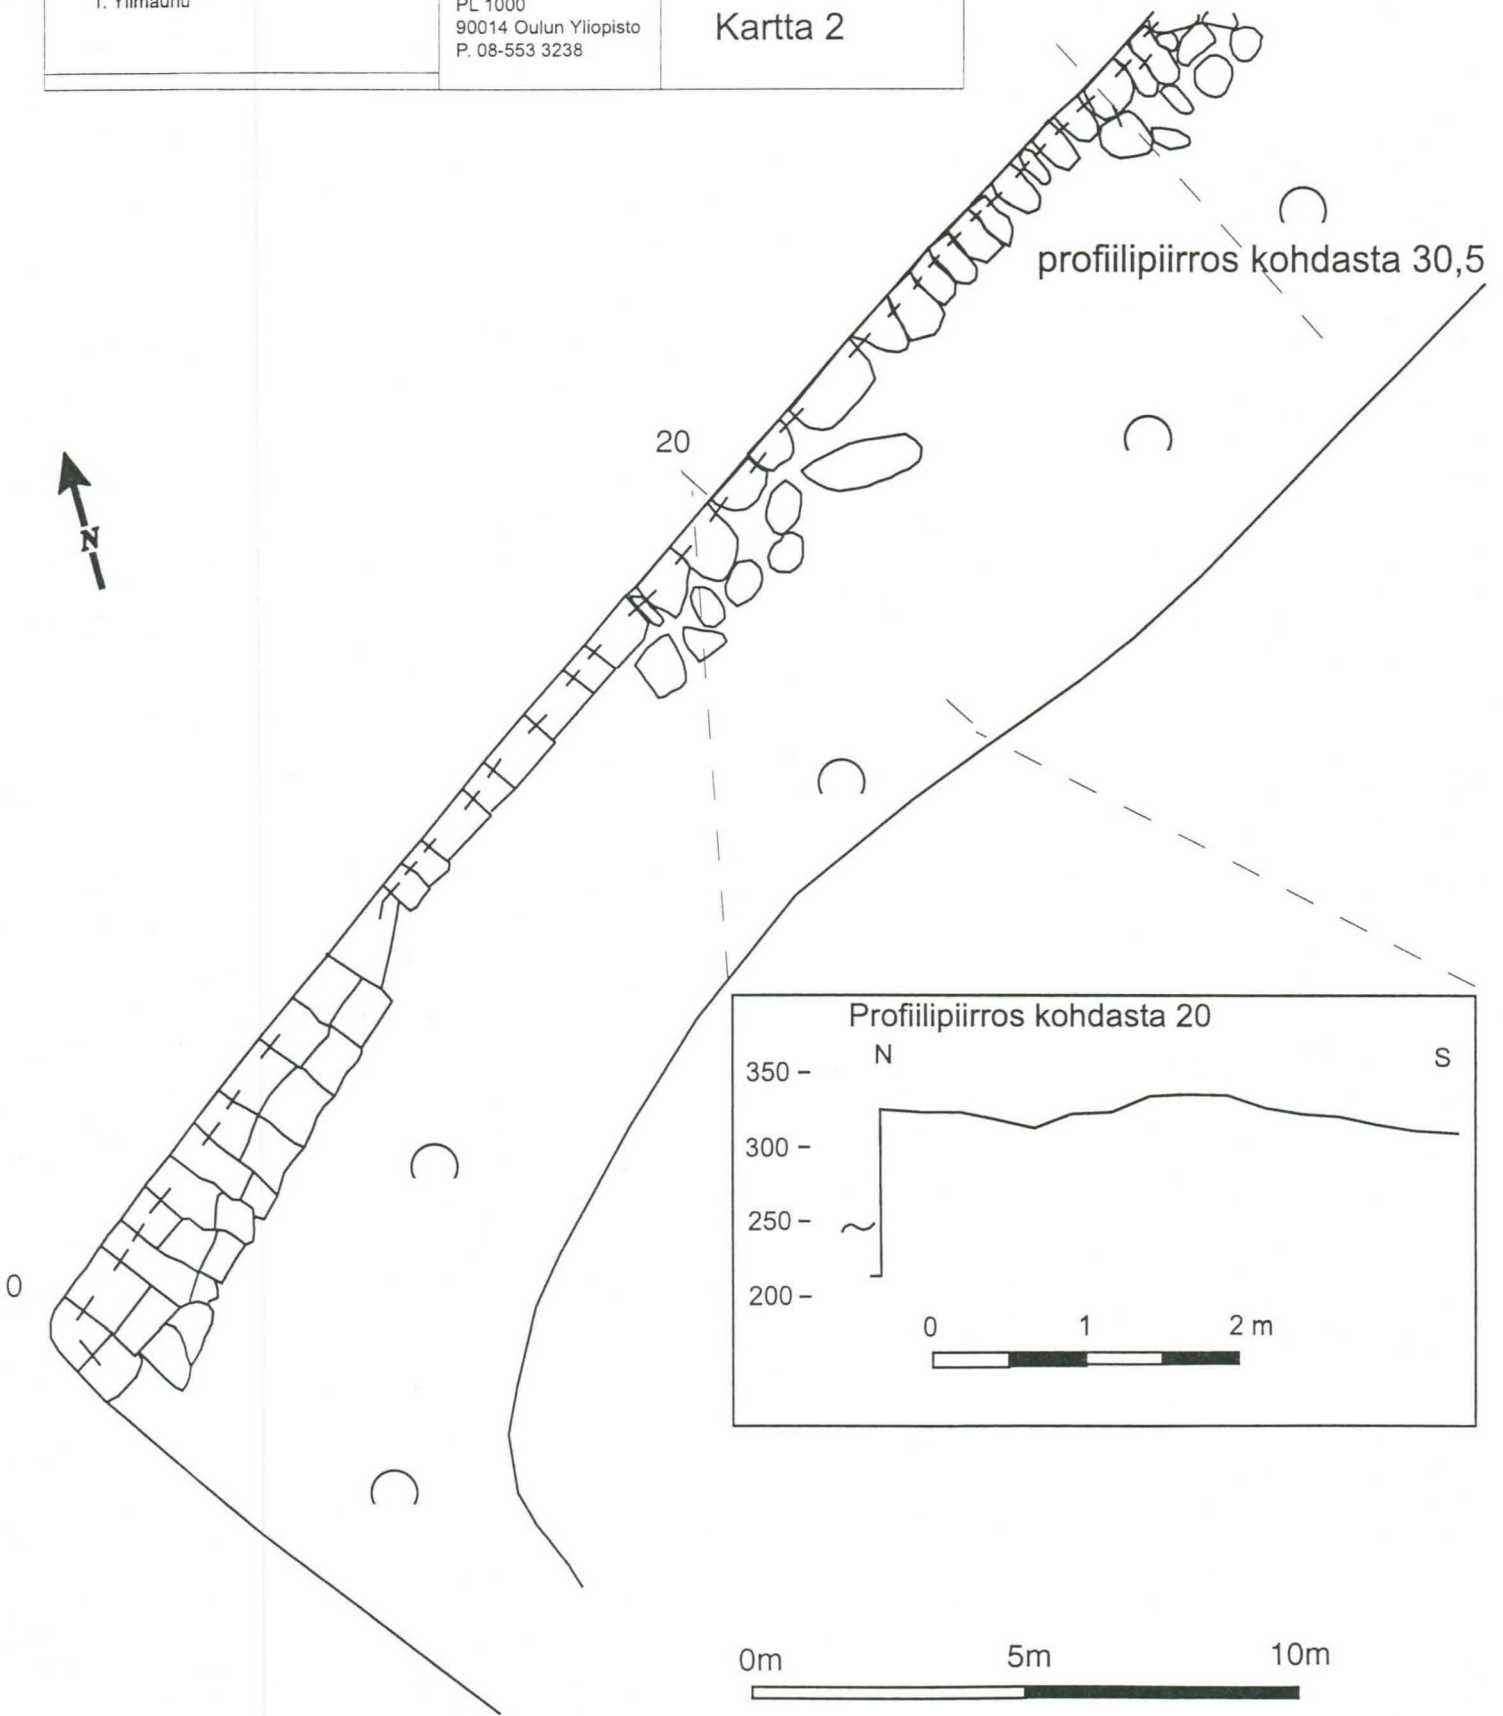 T. Ylimaunu
PL 1000
90014 Oulun Yliopisto
P. 08-553 3238
Kartta 2
profiilipiirros kohdasta 30,5
20
N
Profiilipiirros kohdasta 20
N S
350 –
300 –
250 –
200 –
0 1 2 m
0
0m 5m 10m